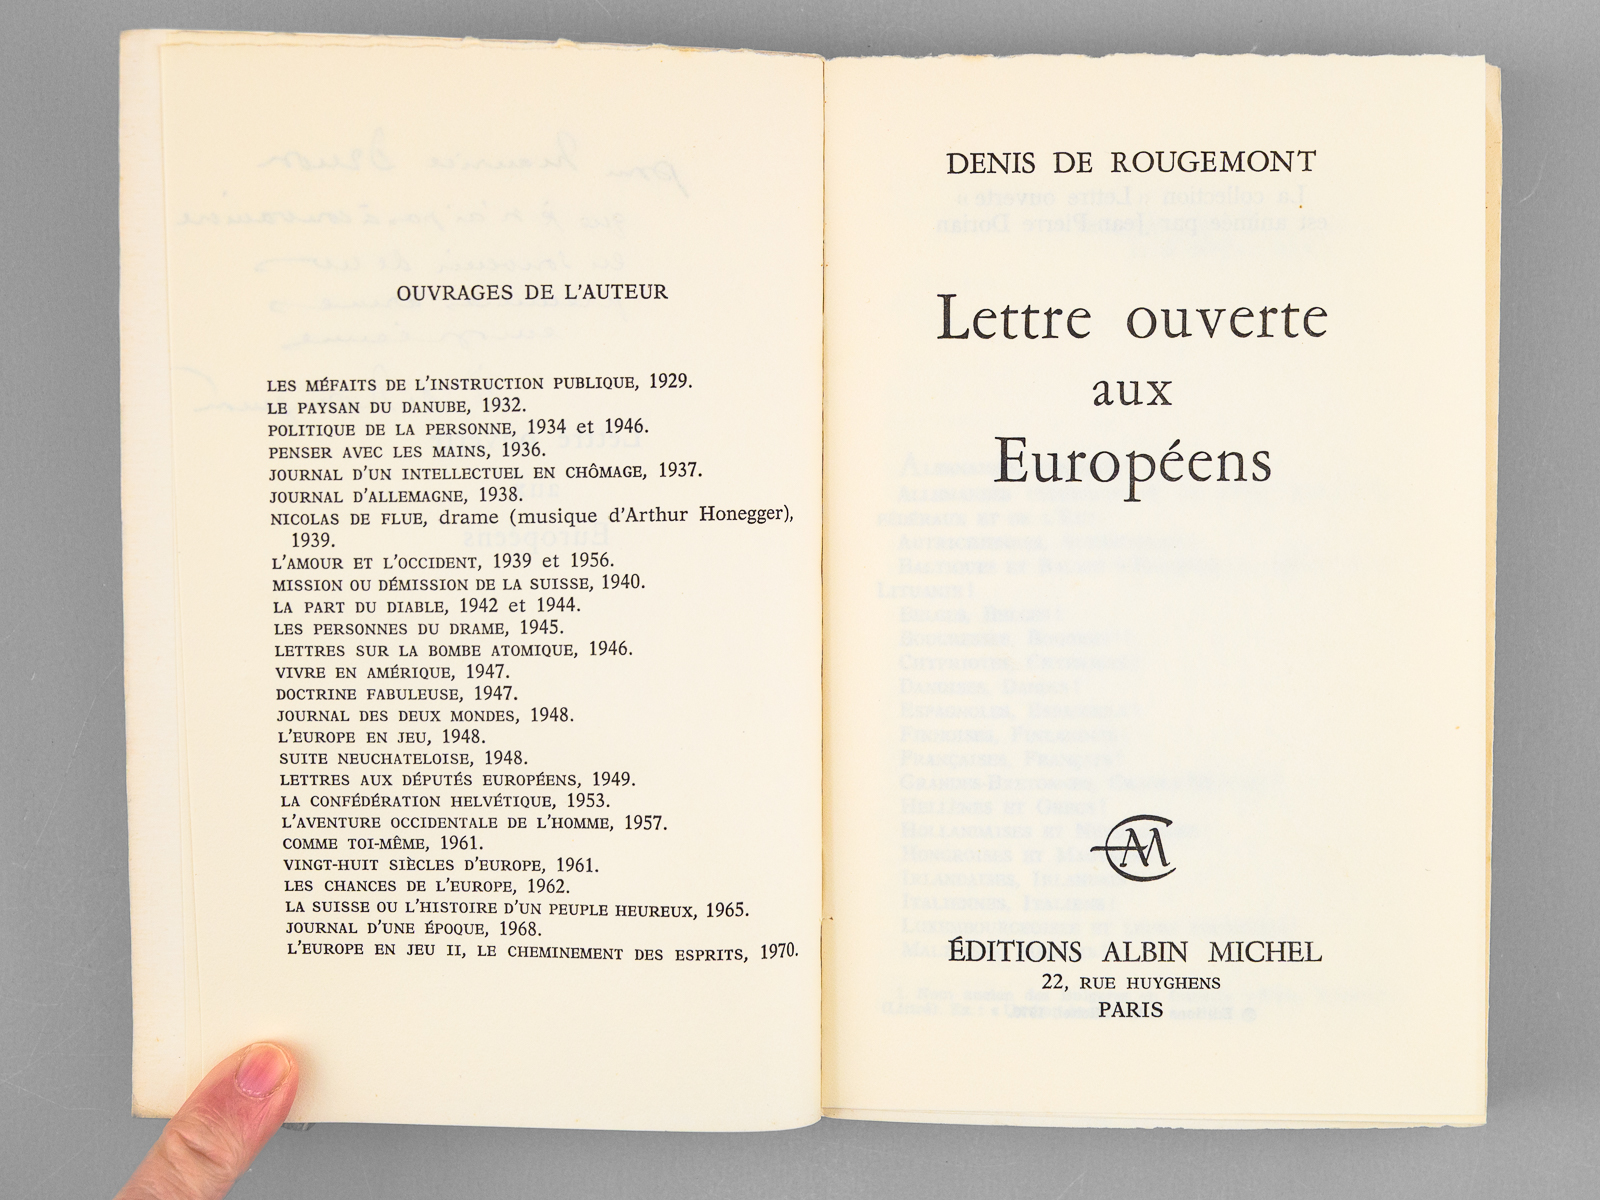 OUVRAGES DE L'AUTEUR
LES MÉFAITS DE L'INSTRUCTION PUBLIQUE, 1929.
LE PAYSAN DU DANUBE, 1932.
POLITIQUE DE LA PERSONNE, 1934 et 1946.
PENSER AVEC LES MAINS, 1936.
JOURNAL D'UN INTELLECTUEL EN CHÔMAGE, 1937.
JOURNAL D'ALLEMAGNE, 1938.
NICOLAS DE FLUE, drame (musique d'Arthur Honegger),
1939.
L'AMOUR ET L'OCCIDENT, 1939 et 1956.
MISSION OU DÉMISSION DE LA SUISSE, 1940.
LA PART DU DIABLE, 1942 et 1944.
LES PERSONNES DU DRAME, 1945.
LETTRES SUR LA BOMBE ATOMIQUE, 1946.
VIVRE EN AMÉRIQUE, 1947.
DOCTRINE FABULEUSE, 1947.
JOURNAL DES DEUX MONDES, 1948.
L'EUROPE EN JEU, 1948.
SUITE NEUCHATELOISE, 1948.
LETTRES AUX DÉPUTÉS EUROPÉENS, 1949.
LA CONFÉDÉRATION HELVÉTIQUE, 1953.
L'AVENTURE OCCIDENTALE DE L'HOMME, 1957.
COMME TOI-MÊME, 1961.
VINGT-HUIT SIÈCLES D'EUROPE, 1961.
LES CHANCES DE L'EUROPE, 1962.
LA SUISSE OU L'HISTOIRE D'UN PEUPLE HEUREUX, 1965.
JOURNAL D'UNE ÉPOQUE, 1968.
L'EUROPE EN JEU II, LE CHEMINEMENT DES ESPRITS, 1970.
DENIS DE ROUGEMONT
Lettre ouverte
aux
Européens
AM
ÉDITIONS ALBIN MICHEL
22, RUE HUYGHENS
PARIS